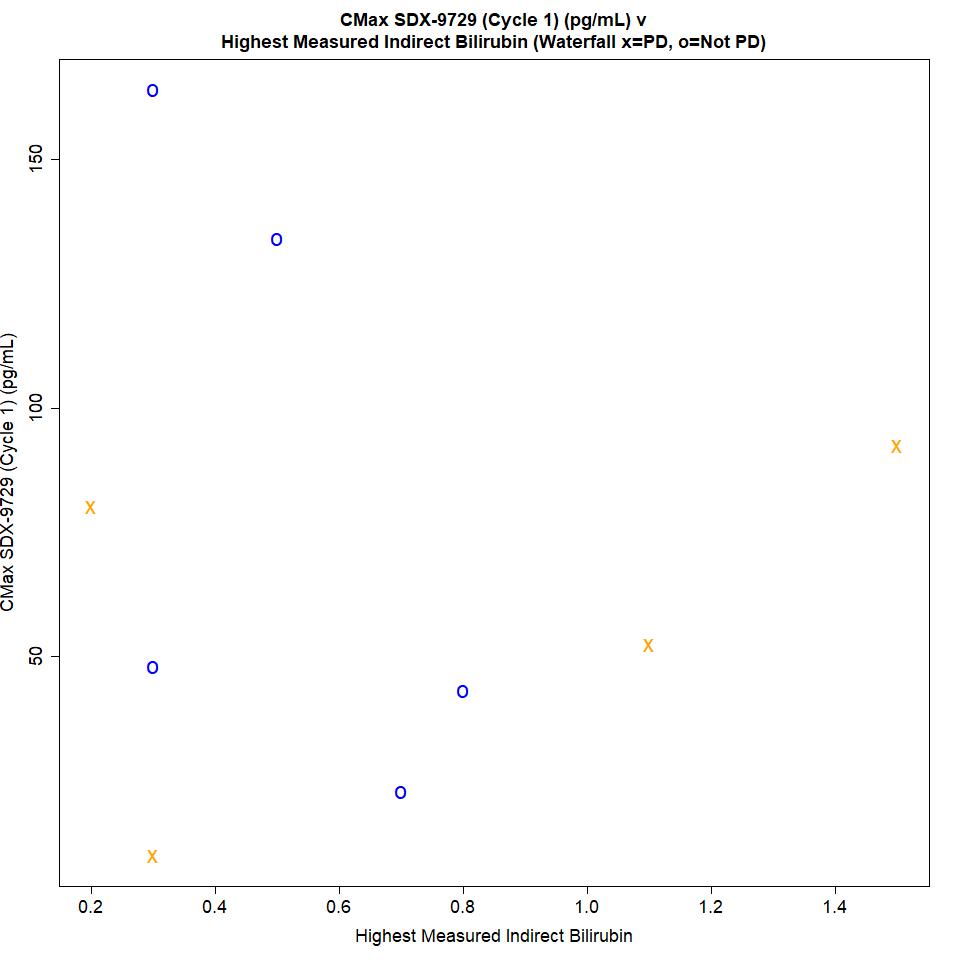 CMax SDX-9729 (Cycle 1) (pg/mL) v
Highest Measured Indirect Bilirubin (Waterfall x=PD, o=Not PD)
CMax SDX-9729 (Cycle 1) (pg/mL)
150
100
50
o
o
x
x
x
o
o
o
x
0.2 0.4 0.6 0.8 1.0 1.2 1.4
Highest Measured Indirect Bilirubin